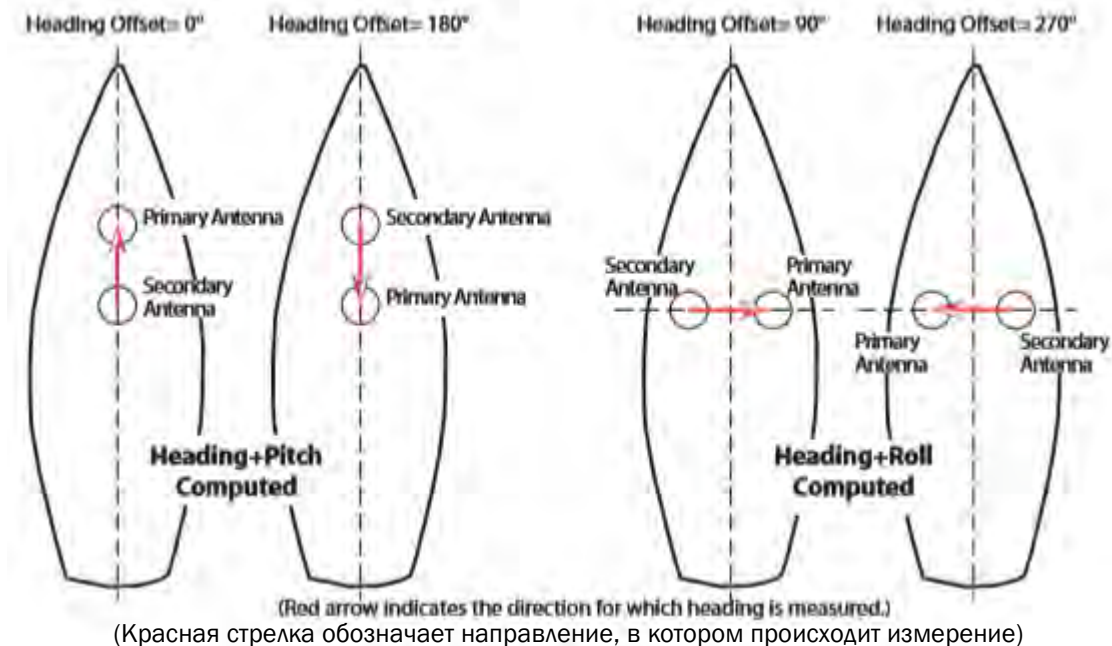 Heading Offset= 0°
Heading Offset= 180°
Heading Offset= 90°
Heading Offset= 270°
Primary Antenna
Secondary
Antenna
Secondary Antenna
Primary Antenna
Secondary
Antenna
Primary
Antenna
Primary
Antenna
Secondary
Antenna
Heading+Pitch
Computed
Heading+Roll
Computed
(Red arrow indicates the direction for which heading is measured.)
(Красная стрелка обозначает направление, в котором происходит измерение)